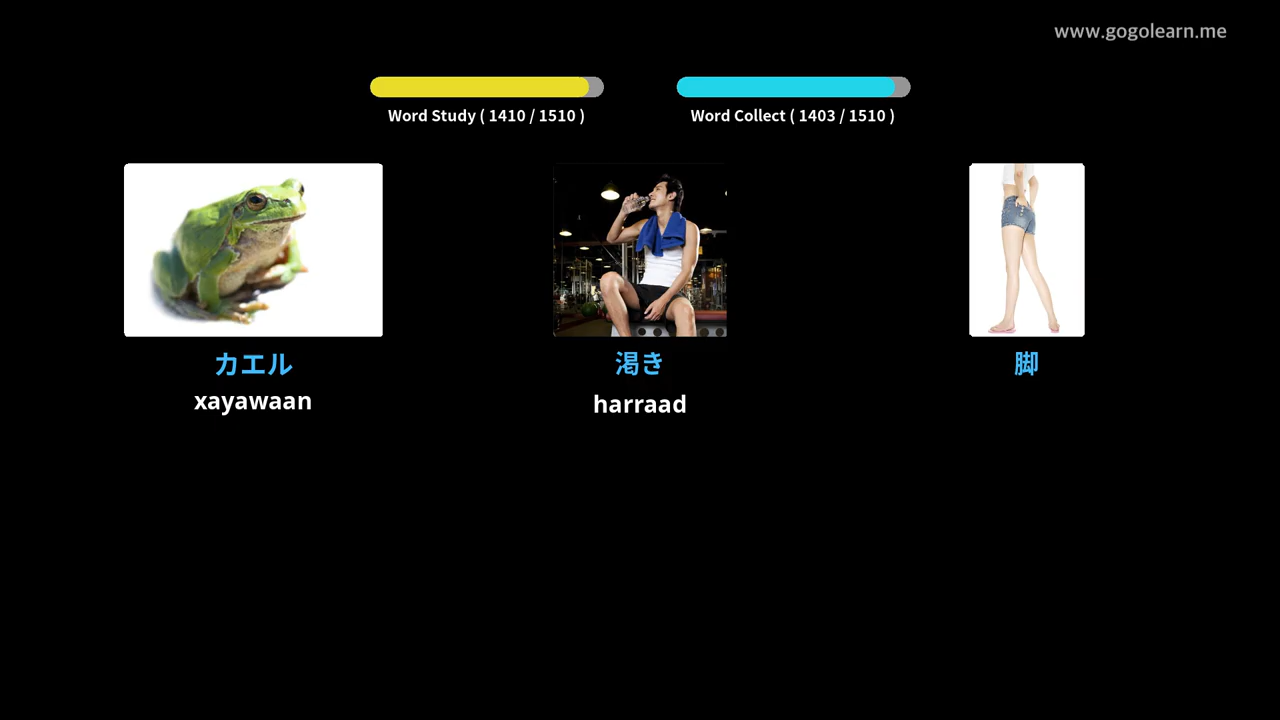 www.gogolearn.me
Word Study ( 1410 / 1510 )
Word Collect ( 1403 / 1510 )
カエル
渇き
脚
xayawaan
harraad